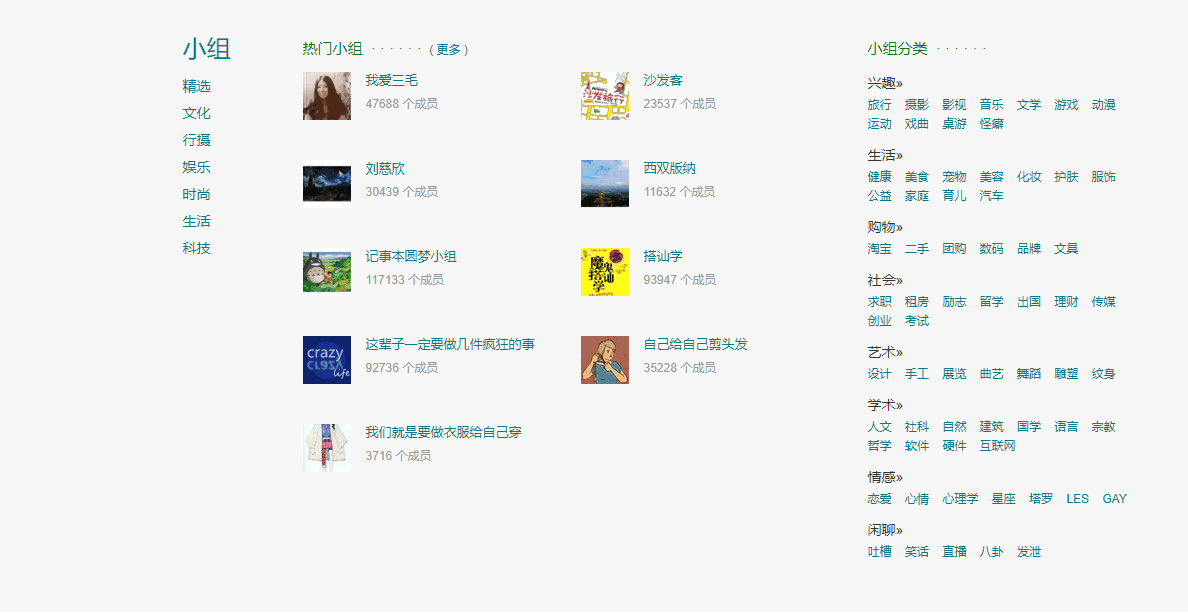 小组
精选
文化
行摄
娱乐
时尚
生活
科技
热门小组 · · · · · · ( 更多 )
我爱三毛
47688 个成员
沙发客
23537 个成员
沙发旅行
刘慈欣
30439 个成员
西双版纳
11632 个成员
记事本圆梦小组
117133 个成员
搭讪学
93947 个成员
魔鬼搭讪学
这辈子一定要做几件疯狂的事
92736 个成员
crazy
life
自己给自己剪头发
35228 个成员
我们就是要做衣服给自己穿
3716 个成员
小组分类 · · · · · ·
兴趣»
旅行 摄影 影视 音乐 文学 游戏 动漫
运动 戏曲 桌游 怪癖
生活»
健康 美食 宠物 美容 化妆 护肤 服饰
公益 家庭 育儿 汽车
购物»
淘宝 二手 团购 数码 品牌 文具
社会»
求职 租房 励志 留学 出国 理财 传媒
创业 考试
艺术»
设计 手工 展览 曲艺 舞蹈 雕塑 纹身
学术»
人文 社科 自然 建筑 国学 语言 宗教
哲学 软件 硬件 互联网
情感»
恋爱 心情 心理学 星座 塔罗 LES GAY
闲聊»
吐槽 笑话 直播 八卦 发泄